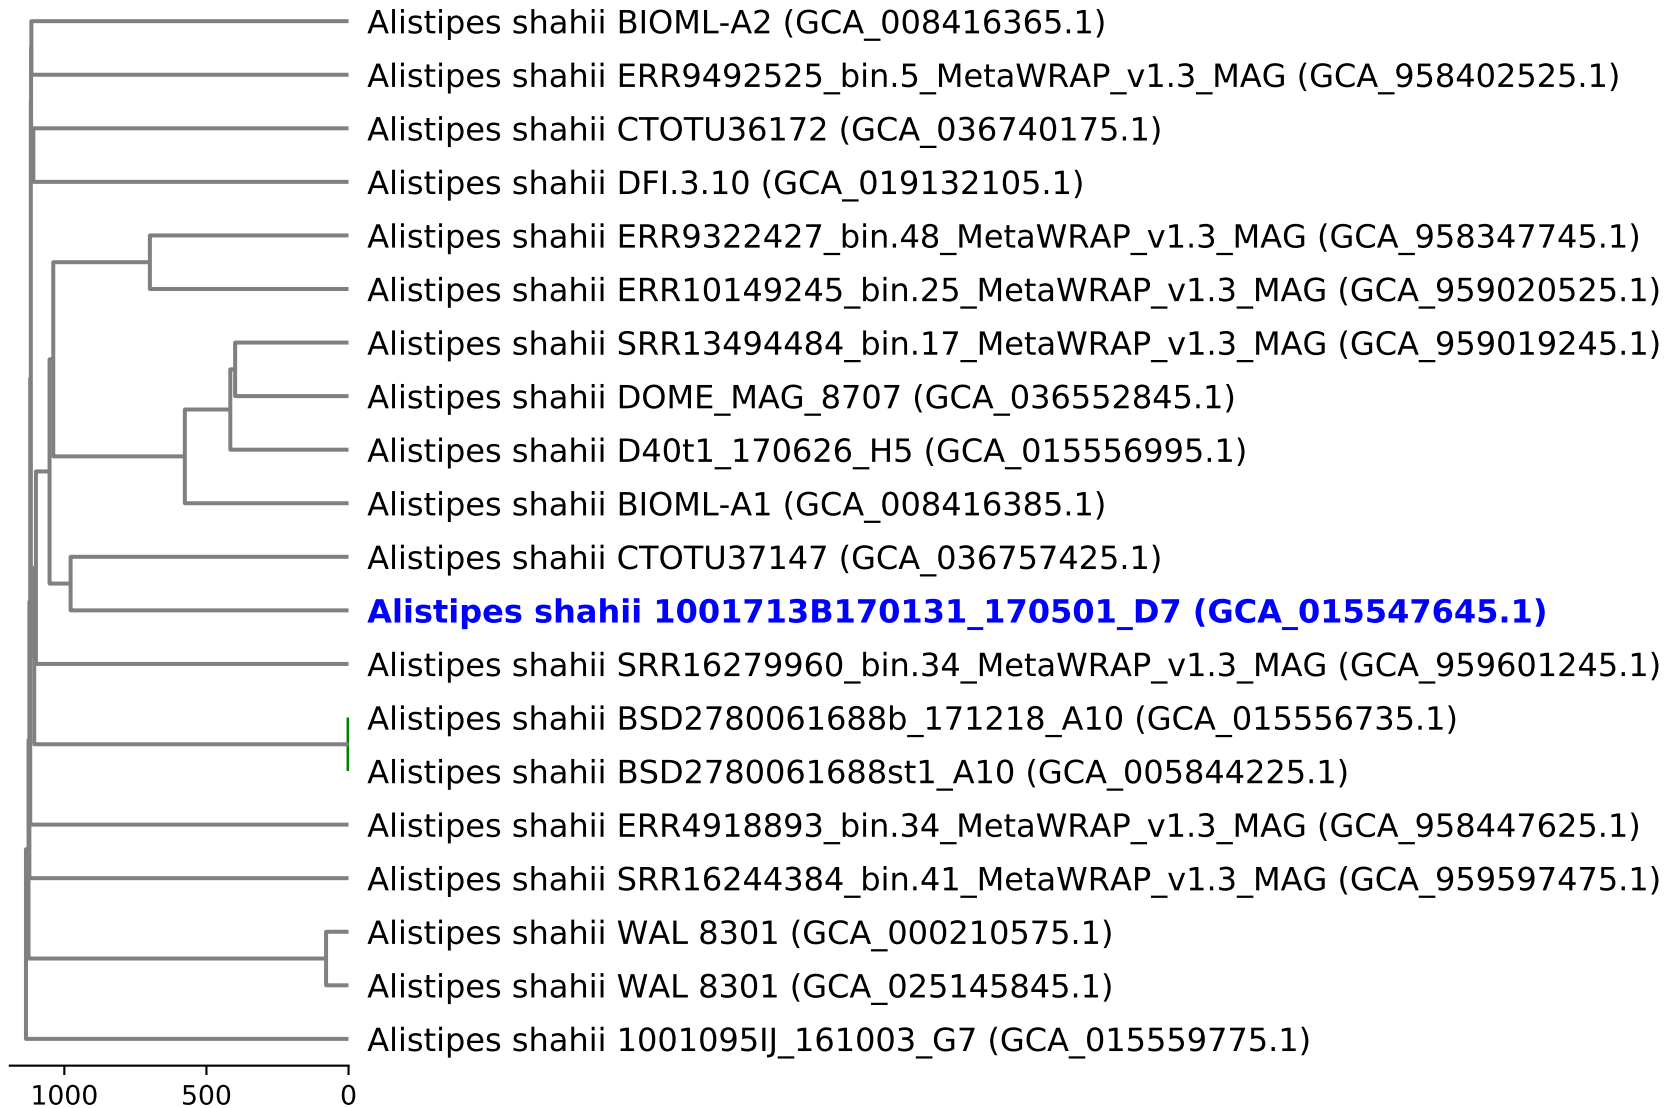 Alistipes shahii BIOML-A2 (GCA_008416365.1)
Alistipes shahii ERR9492525_bin.5_MetaWRAP_v1.3_MAG (GCA_958402525.1)
Alistipes shahii CTOTU36172 (GCA_036740175.1)
Alistipes shahii DFI.3.10 (GCA_019132105.1)
Alistipes shahii ERR9322427_bin.48_MetaWRAP_v1.3_MAG (GCA_958347745.1)
Alistipes shahii ERR10149245_bin.25_MetaWRAP_v1.3_MAG (GCA_959020525.1)
Alistipes shahii SRR13494484_bin.17_MetaWRAP_v1.3_MAG (GCA_959019245.1)
Alistipes shahii DOME_MAG_8707 (GCA_036552845.1)
Alistipes shahii D40t1_170626_H5 (GCA_015556995.1)
Alistipes shahii BIOML-A1 (GCA_008416385.1)
Alistipes shahii CTOTU37147 (GCA_036757425.1)
Alistipes shahii 1001713B170131_170501_D7 (GCA_015547645.1)
Alistipes shahii SRR16279960_bin.34_MetaWRAP_v1.3_MAG (GCA_959601245.1)
Alistipes shahii BSD2780061688b_171218_A10 (GCA_015556735.1)
Alistipes shahii BSD2780061688st1_A10 (GCA_005844225.1)
Alistipes shahii ERR4918893_bin.34_MetaWRAP_v1.3_MAG (GCA_958447625.1)
Alistipes shahii SRR16244384_bin.41_MetaWRAP_v1.3_MAG (GCA_959597475.1)
Alistipes shahii WAL 8301 (GCA_000210575.1)
Alistipes shahii WAL 8301 (GCA_025145845.1)
Alistipes shahii 1001095IJ_161003_G7 (GCA_015559775.1)
1000 500 0